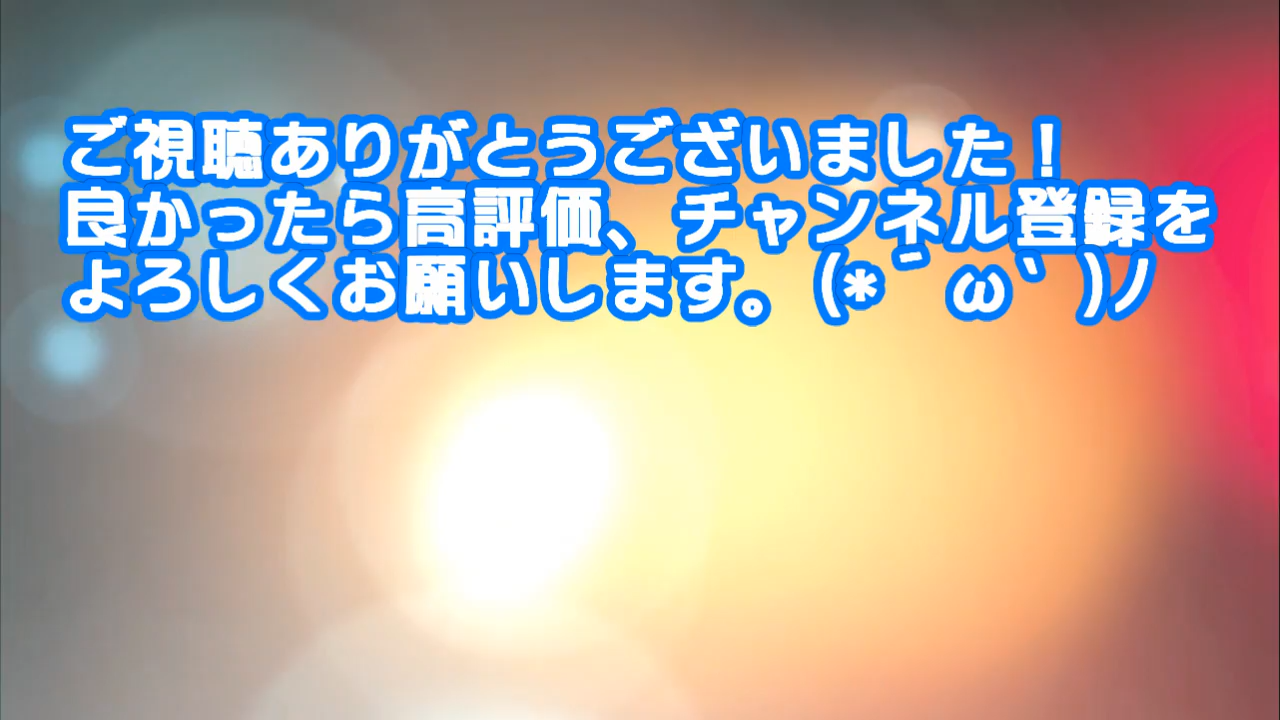 ご視聴ありがとうございました！
良かったら高評価、チャンネル登録を
よろしくお願いします。(*´ω`)ノ